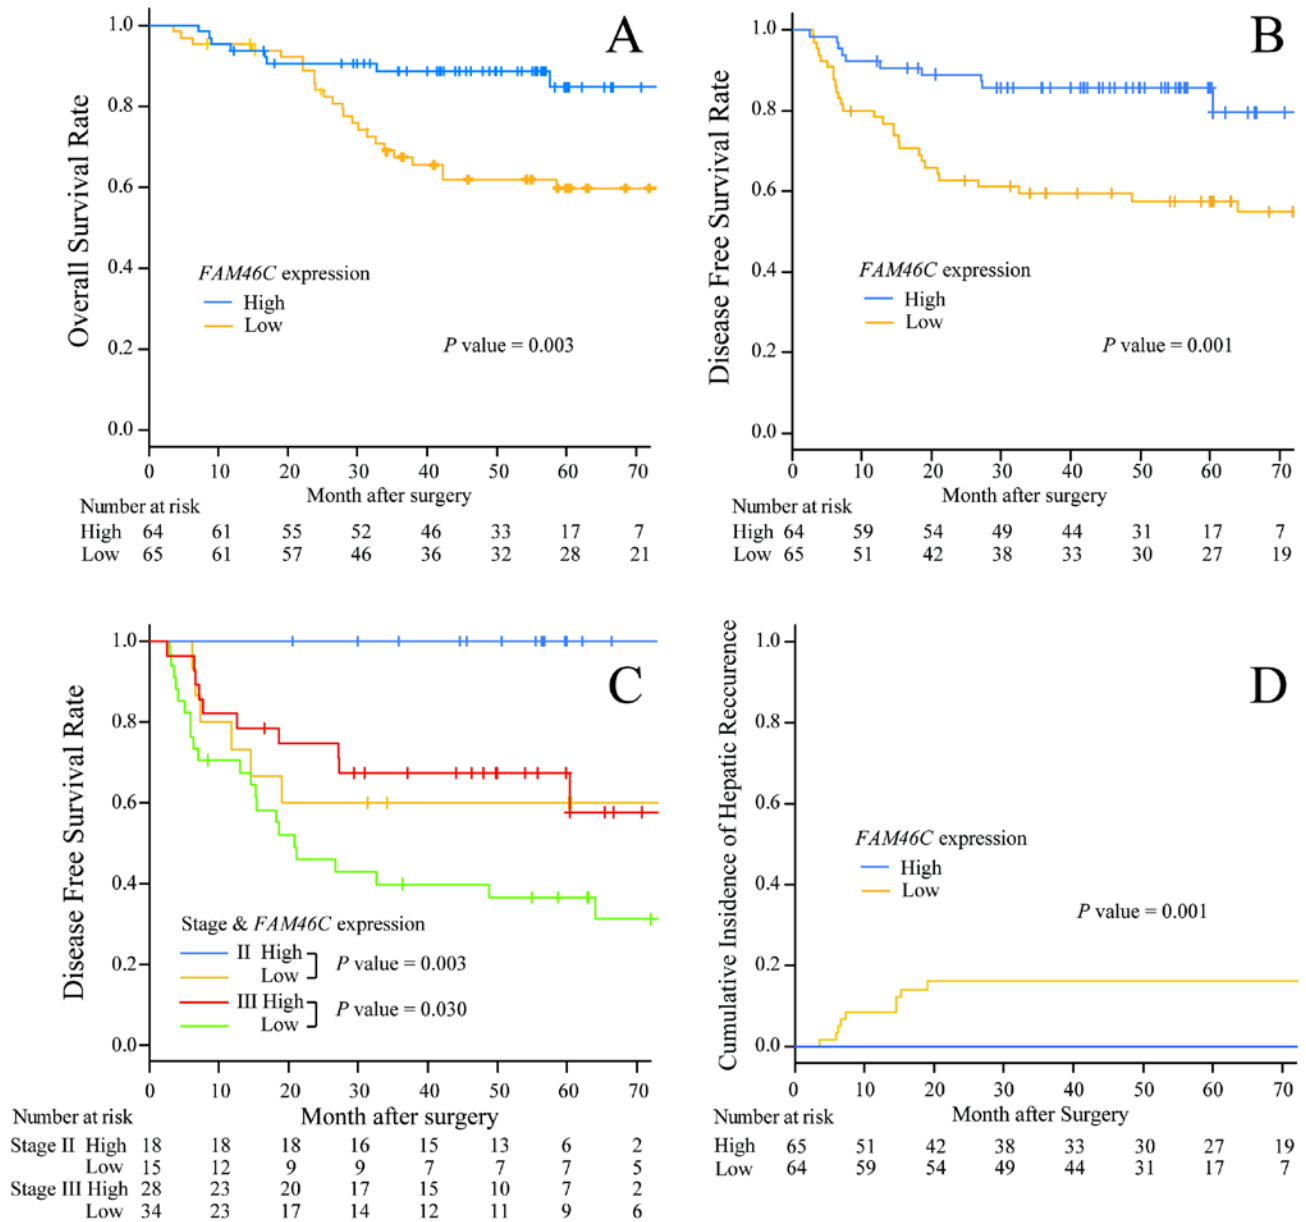 A
Overall Survival Rate
1.0
0.8
0.6
0.4
0.2
0.0
FAM46C expression
High
Low
P value = 0.003
0 10 20 30 40 50 60 70
Month after surgery
Number at risk
High 64 61 55 52 46 33 17 7
Low 65 61 57 46 36 32 28 21
B
Disease Free Survival Rate
1.0
0.8
0.6
0.4
0.2
0.0
FAM46C expression
High
Low
P value = 0.001
0 10 20 30 40 50 60 70
Month after surgery
Number at risk
High 64 59 54 49 44 31 17 7
Low 65 51 42 38 33 30 27 19
C
Disease Free Survival Rate
1.0
0.8
0.6
0.4
0.2
0.0
Stage & FAM46C expression
II High
Low
P value = 0.003
III High
Low
P value = 0.030
0 10 20 30 40 50 60 70
Month after surgery
Number at risk
Stage II High 18 18 18 16 15 13 6 2
Low 15 12 9 9 7 7 7 5
Stage III High 28 23 20 17 15 10 7 2
Low 34 23 17 14 12 11 9 6
D
Cumulative Insidence of Hepatic Reccurence
1.0
0.8
0.6
0.4
0.2
0.0
FAM46C expression
High
Low
P value = 0.001
0 10 20 30 40 50 60 70
Month after Surgery
Number at risk
High 65 51 42 38 33 30 27 19
Low 64 59 54 49 44 31 17 7